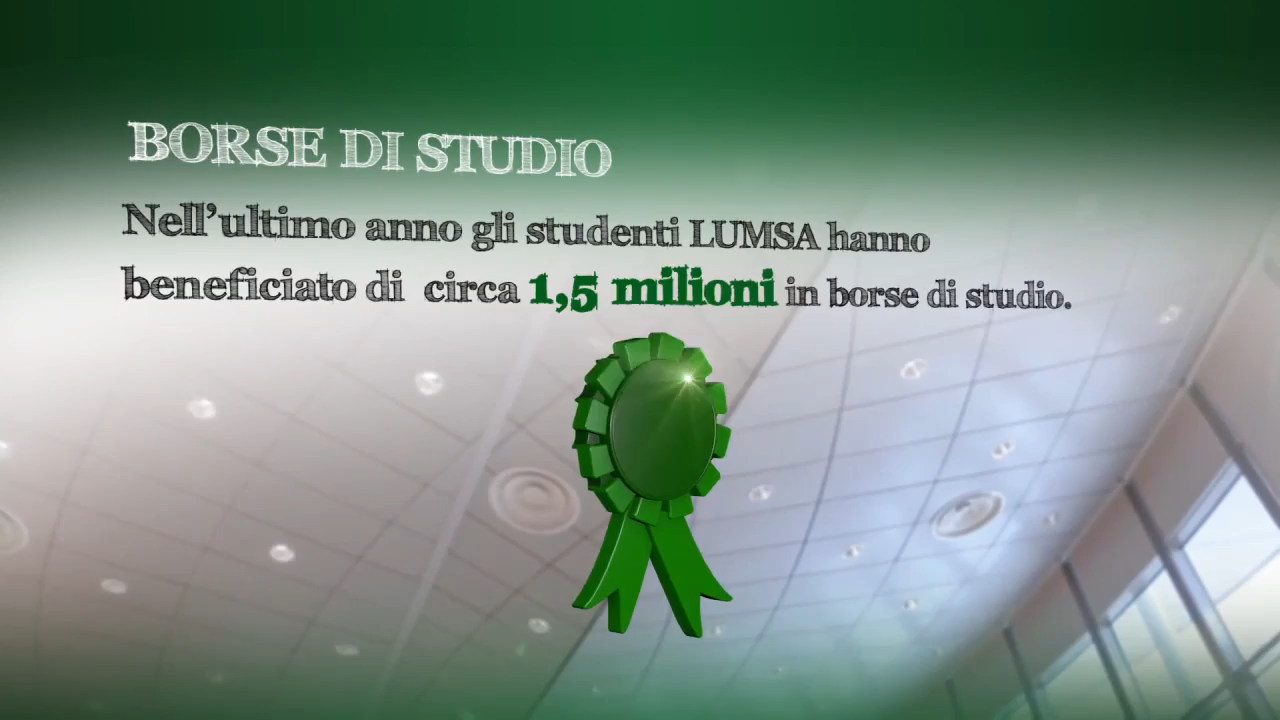 BORSE DI STUDIO
Nell'ultimo anno gli studenti LUMSA hanno
beneficiato di circa 1,5 milioni in borse di studio.